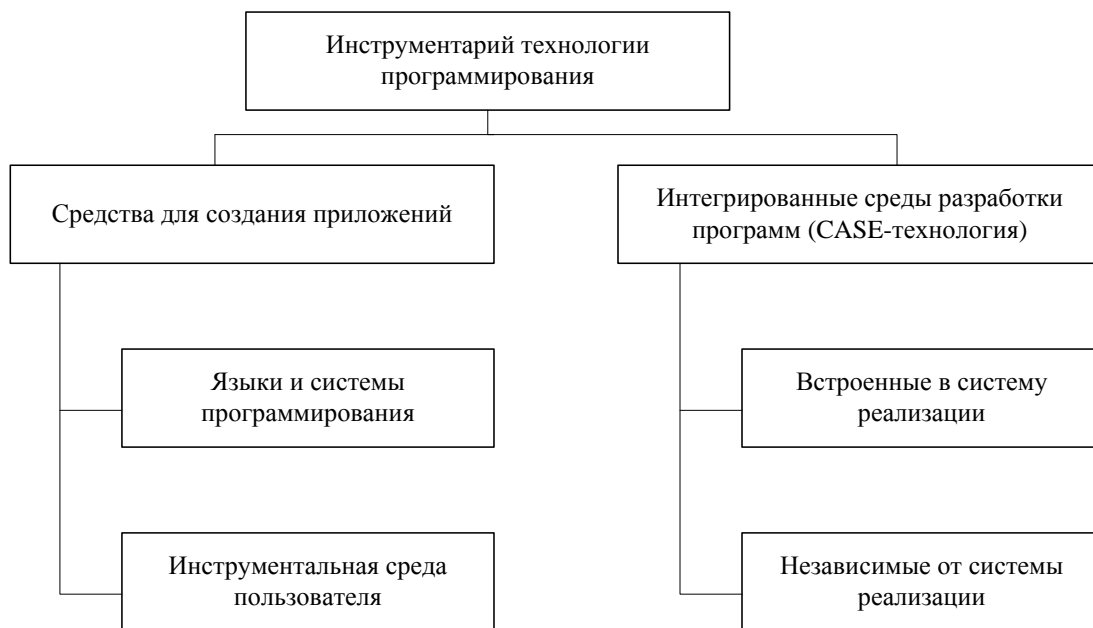 Инструментарий технологии
программирования
Средства для создания приложений
Интегрированные среды разработки
программ (CASE-технология)
Языки и системы
программирования
Встроенные в систему
реализации
Инструментальная среда
пользователя
Независимые от системы
реализации